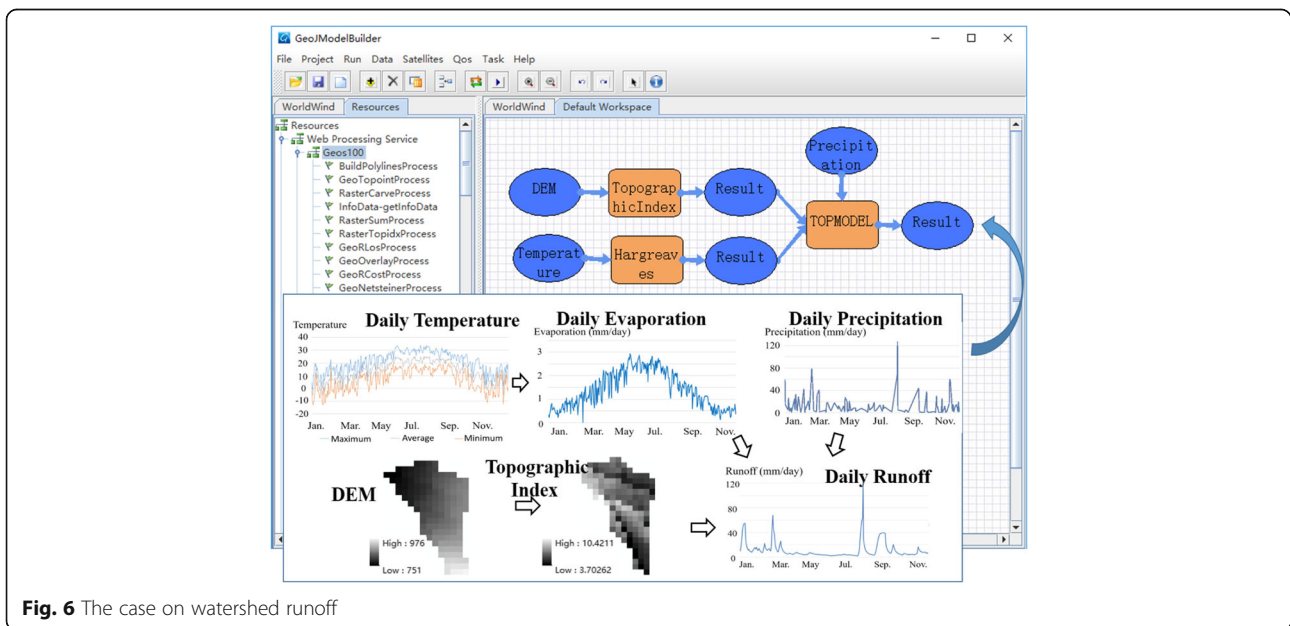 GeoJModelBuilder
File Project Run Data Satellites Qos Task Help
WorldWind Resources
WorldWind Default Workspace
Resources
Web Processing Service
Geos100
BuildPolylinesProcess
GeoTopointProcess
RasterCarveProcess
InfoData-getInfoData
RasterSumProcess
RasterTopidxProcess
GeoRLosProcess
GeoOverlayProcess
GeoRCostProcess
GeoNetsteinerProcess
Precipit
ation
DEM
Topograp
hicIndex
Result
TOPMODEL
Result
Temperat
ure
Hargreav
es
Result
Temperature
Daily Temperature
40
30
20
10
0
-10
-20
Jan. Mar. May Jul. Sep. Nov.
Maximum Average Minimum
Daily Evaporation
Evaporation (mm/day)
3
2
1
0
Jan. Mar. May Jul. Sep. Nov.
Daily Precipitation
Precipitation (mm/day)
120
80
40
0
Jan. Mar. May Jul. Sep. Nov.
DEM
High : 976
Low : 751
Topographic
Index
High : 10.4211
Low : 3.70262
Runoff (mm/day)
Daily Runoff
120
80
40
0
Jan. Mar. May Jul. Sep. Nov.
Fig. 6 The case on watershed runoff